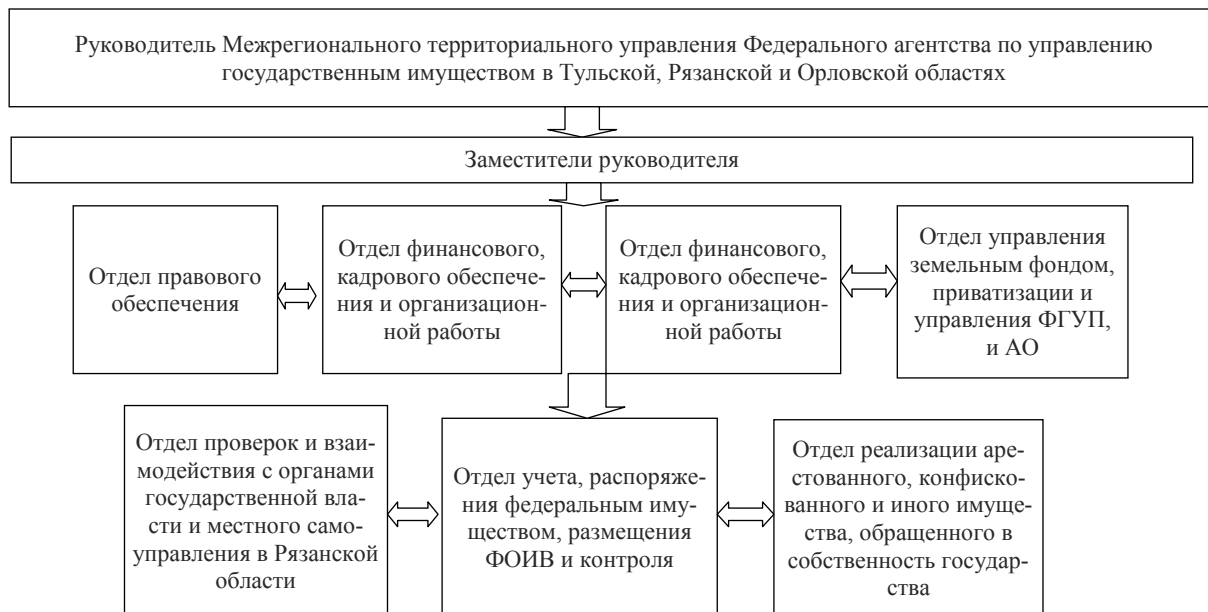 Руководитель Межрегионального территориального управления Федерального агентства по управлению
государственным имуществом в Тульской, Рязанской и Орловской областях
Заместители руководителя
Отдел правового
обеспечения
Отдел финансового,
кадрового обеспече-
ния и организацион-
ной работы
Отдел финансового,
кадрового обеспече-
ния и организацион-
ной работы
Отдел управления
земельным фондом,
приватизации и
управления ФГУП,
и АО
Отдел проверок и взаи-
модействия с органами
государственной вла-
сти и местного само-
управления в Рязанской
области
Отдел учета, распоряже-
ния федеральным иму-
ществом, размещения
ФОИВ и контроля
Отдел реализации аре-
стованного, конфиско-
ванного и иного имуще-
ства, обращенного в
собственность государ-
ства